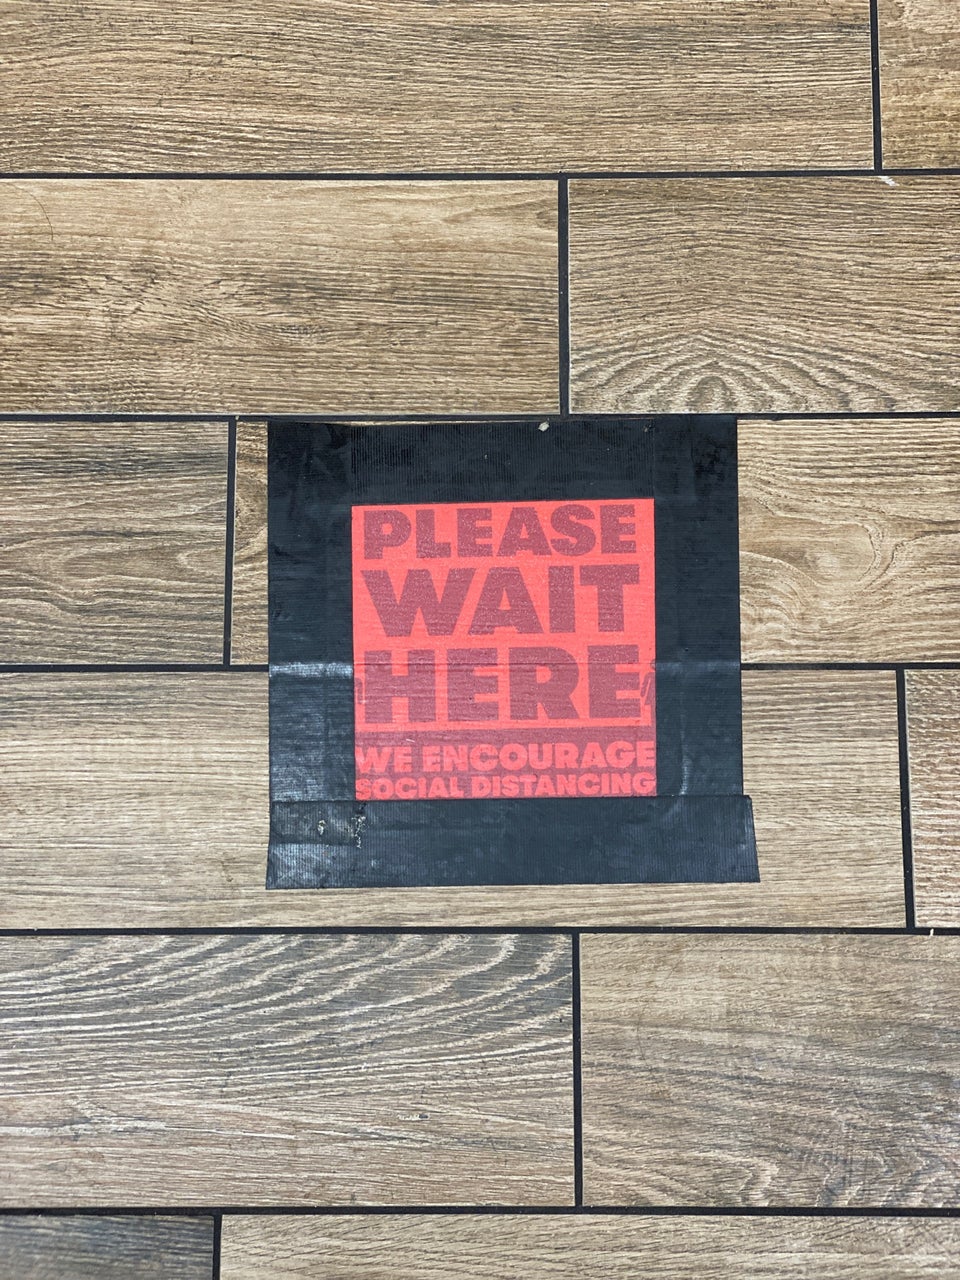 PLEASE
WAIT
HERE
WE ENCOURAGE
SOCIAL DISTANCING